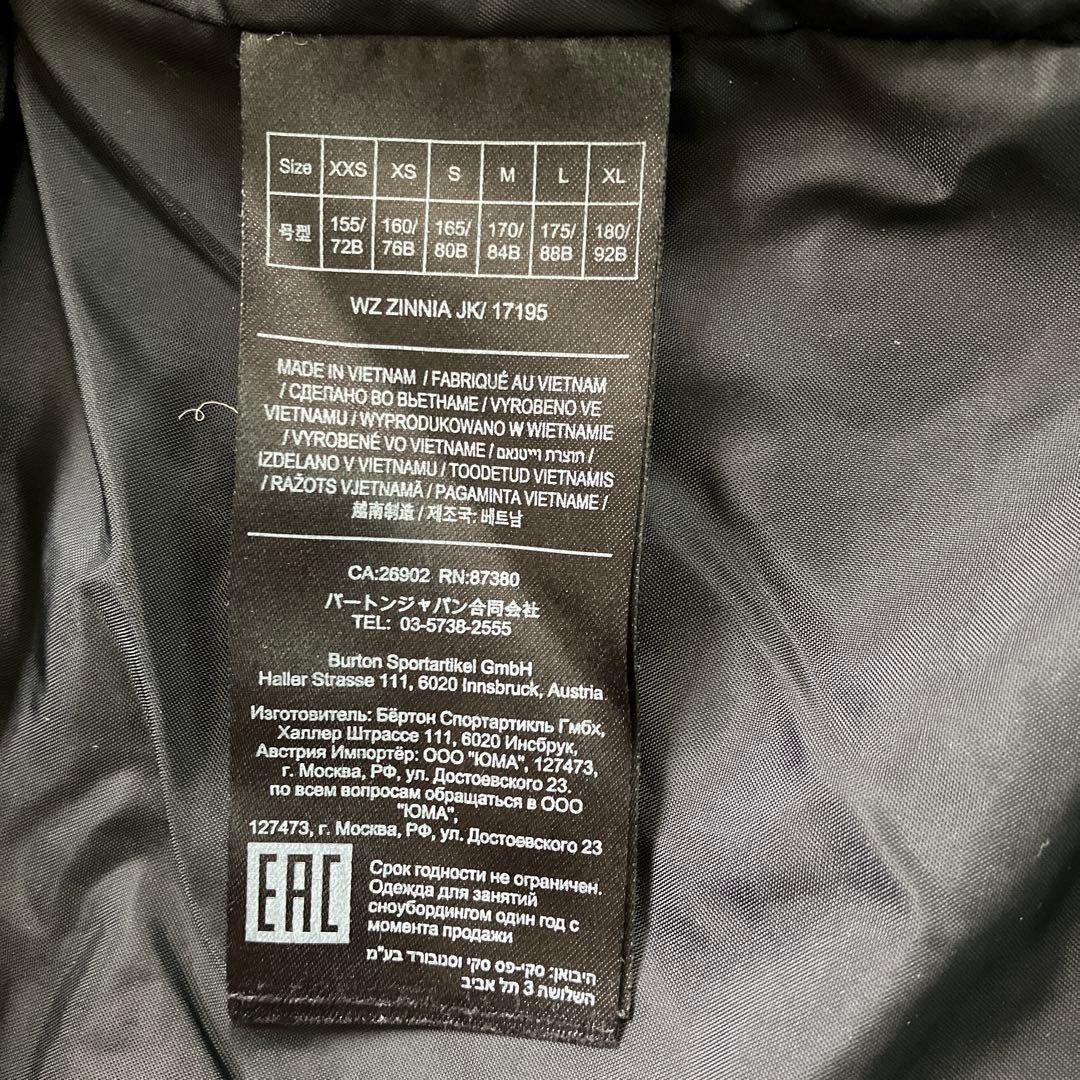 Size XXS XS S M L XL
号型 155/72B 160/76B 165/80B 170/84B 175/88B 180/92B
WZ ZINNIA JK/ 17195
MADE IN VIETNAM / FABRIQUÉ AU VIETNAM
/ СДЕЛАНО ВО ВЬЕТНАМЕ / VYROBENO VE
VIETNAMU / WYPRODUKOWANO W WIETNAMIE
/ VYROBENÉ VO VIETNAME / תוצרת וייטנאם /
IZDELANO V VIETNAMU / TOODETUD VIETNAMIS
/ RAŽOTS VJETNAMĀ / PAGAMINTA VIETNAME /
越南制造 / 제조국: 베트남
CA:26902 RN:87380
バートンジャパン合同会社
TEL: 03-5738-2555
Burton Sportartikel GmbH
Haller Strasse 111, 6020 Innsbruck, Austria
Изготовитель: Бёртон Спортартикль Гмбх,
Халлер Штрассе 111, 6020 Инсбрук,
Австрия Импортёр: ООО "ЮМА", 127473,
г. Москва, РФ, ул. Достоевского 23.
по всем вопросам обращаться в ООО
"ЮМА",
127473, г. Москва, РФ, ул. Достоевского 23
EAC
Срок годности не ограничен.
Одежда для занятий
сноубордингом один год с
момента продажи
היבואן: סקי-פס סקי וסנובורד בע"מ
השלושה 3 תל אביב